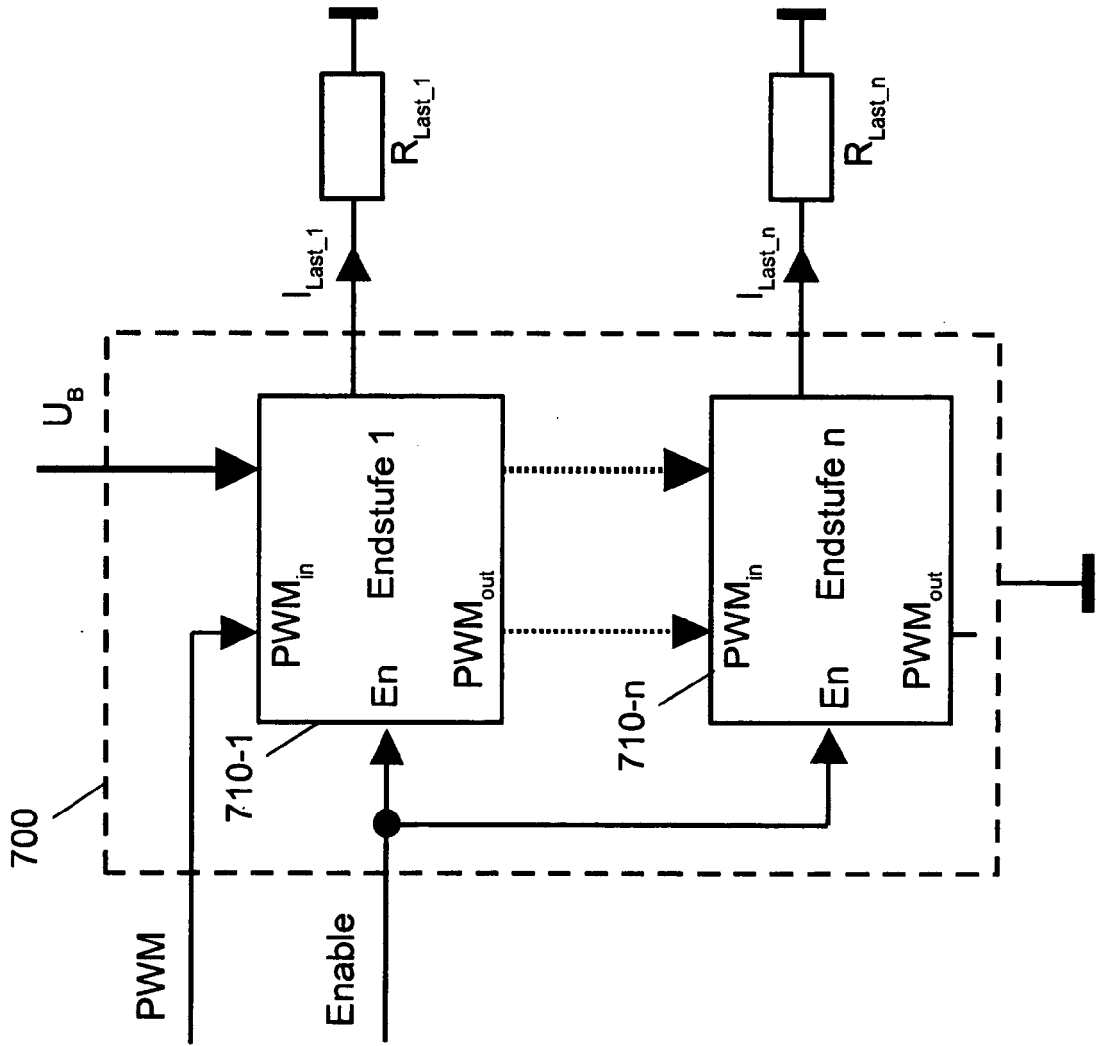 700
PWM
Enable
U_B
710-1
PWM_in
En
Endstufe 1
PWM_out
I_Last_1
R_Last_1
710-n
PWM_in
En
Endstufe n
PWM_out
I_Last_n
R_Last_n